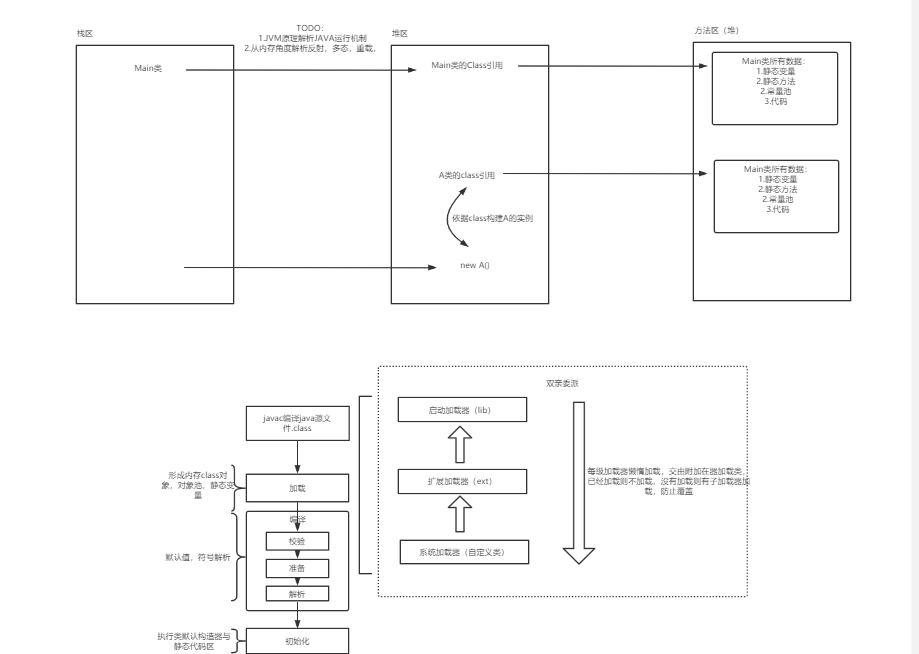 栈区
TODO:
1.JVM原理解析JAVA运行机制
2.从内存角度解析反射，多态，重载，
堆区
方法区（堆）
Main类
Main类的Class引用
Main类所有数据:
1.静态变量
2.静态方法
2.常量池
3.代码
A类的class引用
Main类所有数据:
1.静态变量
2.静态方法
2.常量池
3.代码
依据class构建A的实例
new A()
双亲委派
启动加载器（lib）
javac编译java源文
件.class
每级加载器懒惰加载，交由附加在器加载类，
已经加载则不加载，没有加载则有子加载器加
载，防止覆盖
扩展加载器（ext）
形成内存class对
象，对象池，静态变
量
加载
编译
校验
系统加载器（自定义类）
默认值，符号解析
准备
解析
执行类默认构造器与
静态代码区
初始化